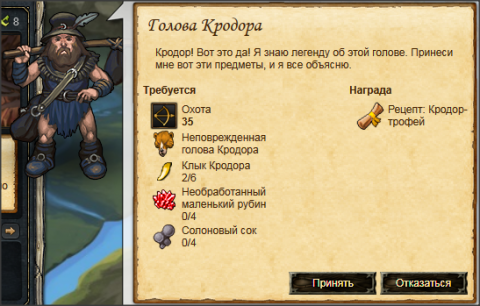 8
Голова Кродора
Кродор! Вот это да! Я знаю легенду об этой голове. Принеси
мне вот эти предметы, и я все объясню.
Требуется
Охота
35
Неповрежденная
голова Кродора
Клык Кродора
2/6
Необработанный
маленький рубин
0/4
Солоновый сок
0/4
Награда
Рецепт: Кродор-
трофей
Принять
Отказаться